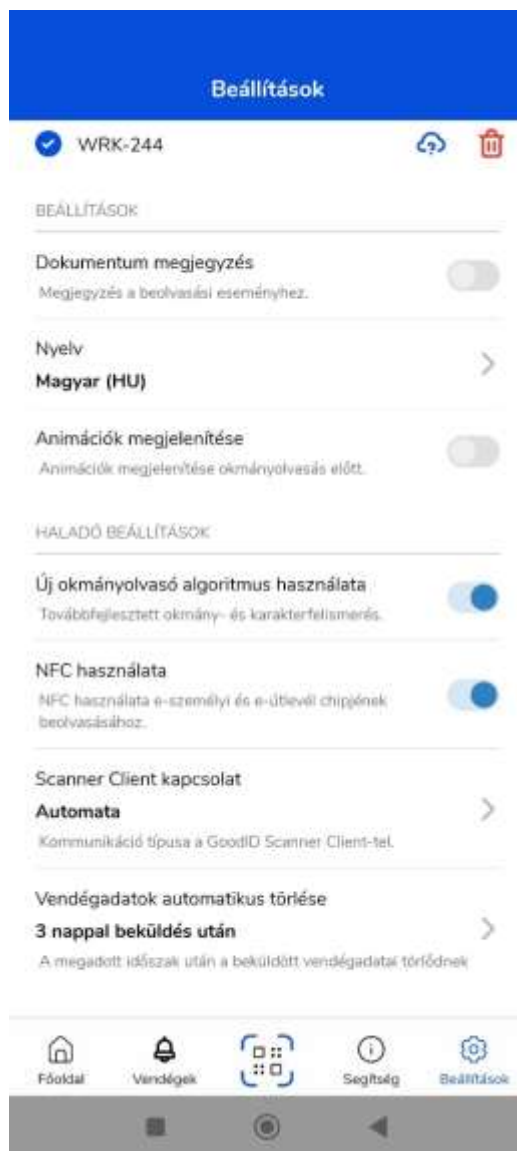 Beállítások
WRK-244
BEÁLLÍTÁSOK
Dokumentum megjegyzés
Megjegyzés a beolvasási eseményhez.
Nyelv
Magyar (HU)
Animációk megjelenítése
Animációk megjelenítése okmányolvasás előtt.
HALADÓ BEÁLLÍTÁSOK
Új okmányolvasó algoritmus használata
Továbbfejlesztett okmány- és karakterfelismerés.
NFC használata
NFC használata e-személyi és e-útlevél chipjének
beolvasásához.
Scanner Client kapcsolat
Automata
Kommunikáció típusa a GoodID Scanner Client-tel.
Vendégadatok automatikus törlése
3 nappal beküldés után
A megadott időszak után a beküldött vendégadatai törlődnek
Főoldal Vendégek Segítség Beállítások